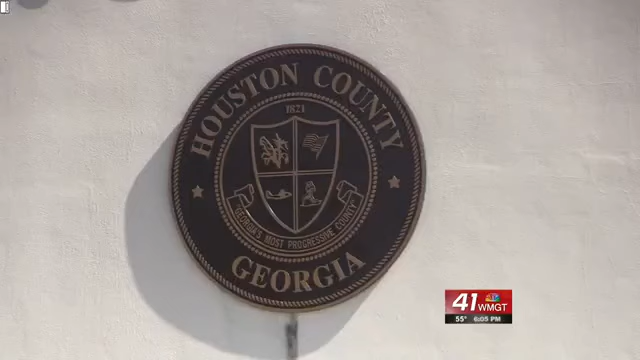 HOUSTON COUNTY
1821
"GEORGIA'S MOST PROGRESSIVE COUNTY"
GEORGIA
41 WMGT
55° 6:05 PM